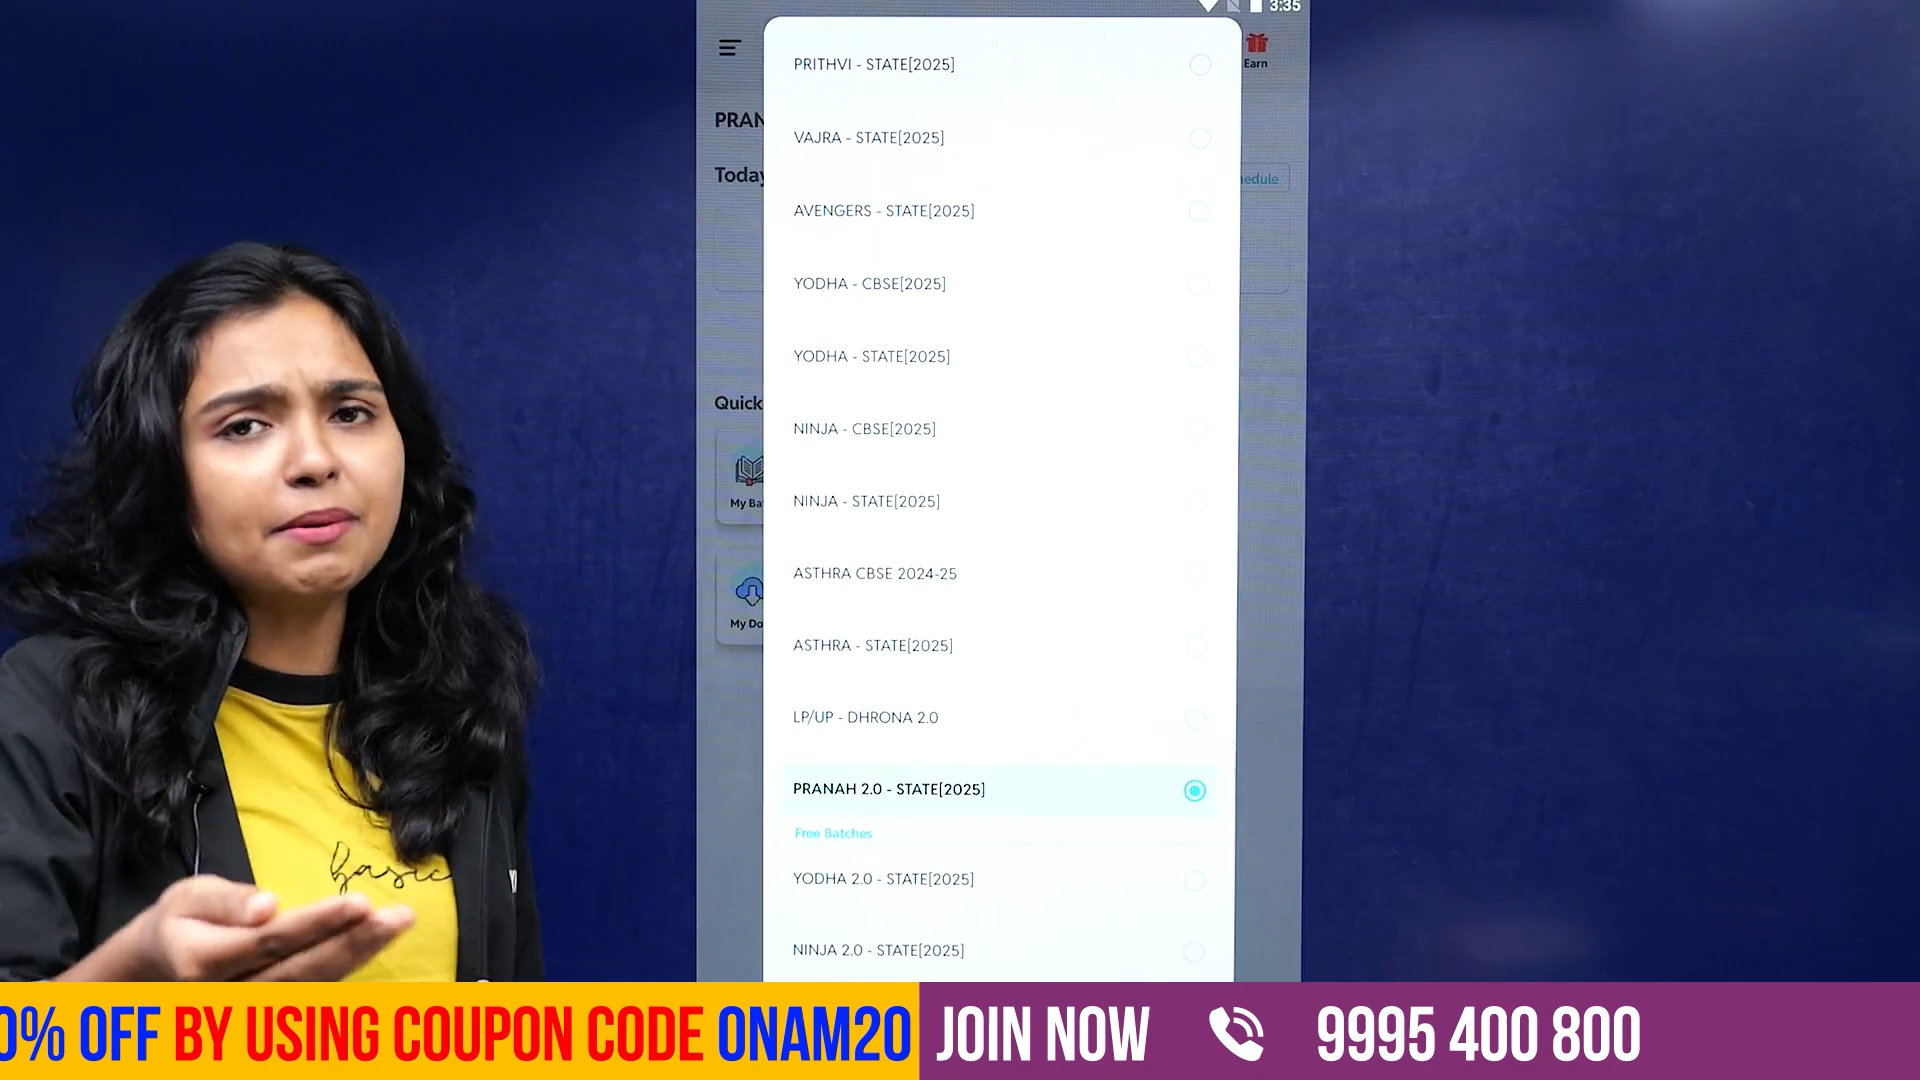 3:35
Earn
PRITHVI - STATE[2025]
VAJRA - STATE[2025]
PRAN
Today
hedule
AVENGERS - STATE[2025]
YODHA - CBSE[2025]
YODHA - STATE[2025]
Quick
NINJA - CBSE[2025]
My Ba
NINJA - STATE[2025]
ASTHRA CBSE 2024-25
My Do
ASTHRA - STATE[2025]
LP/UP - DHRONA 2.0
PRANAH 2.0 - STATE[2025]
Free Batches
YODHA 2.0 - STATE[2025]
basic
NINJA 2.0 - STATE[2025]
0% OFF BY USING COUPON CODE ONAM20 JOIN NOW 9995 400 800